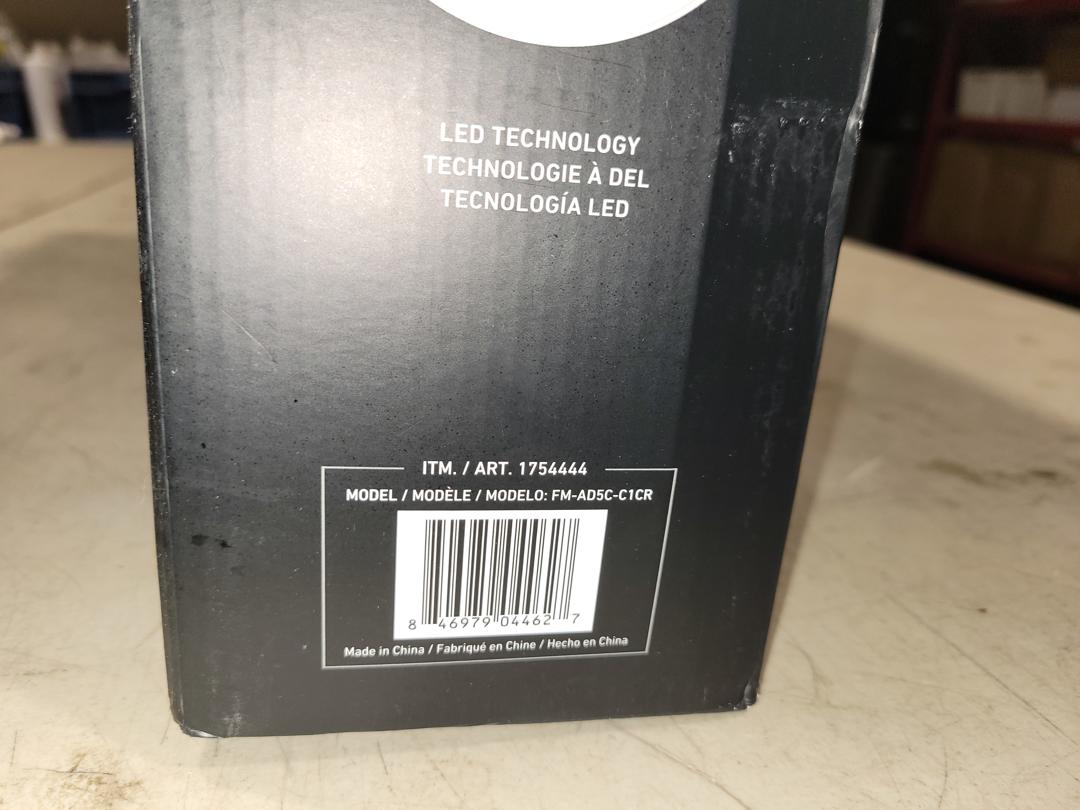 LED TECHNOLOGY
TECHNOLOGIE À DEL
TECNOLOGÍA LED
ITM. / ART. 1754444
MODEL / MODÈLE / MODELO: FM-AD5C-C1CR
8 46979 04462 7
Made in China / Fabriqué en Chine / Hecho en China